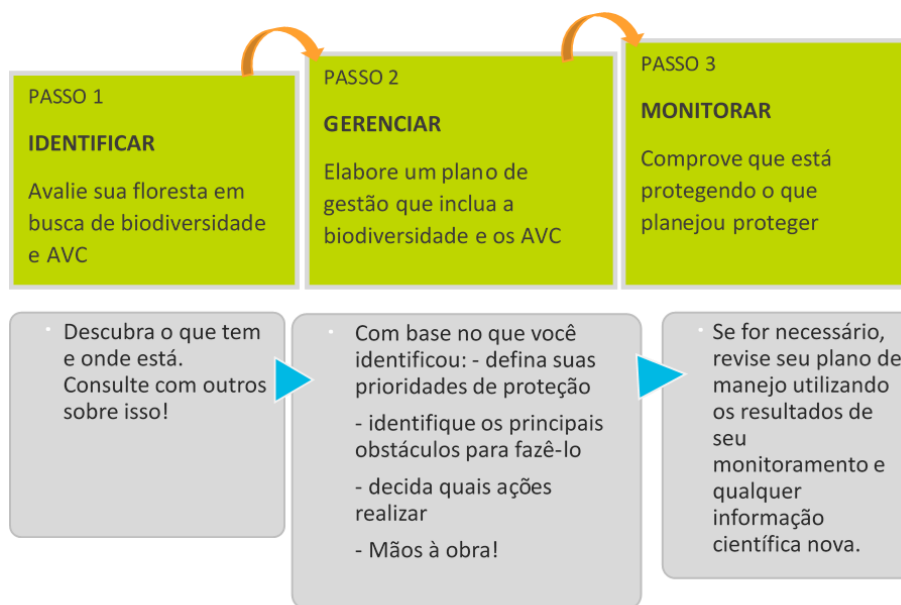 PASSO 1
IDENTIFICAR
Avalie sua floresta em
busca de biodiversidade
e AVC
PASSO 2
GERENCIAR
Elabore um plano de
gestão que inclua a
biodiversidade e os AVC
PASSO 3
MONITORAR
Comprove que está
protegendo o que
planejou proteger
Descubra o que tem
e onde está.
Consulte com outros
sobre isso!
Com base no que você
identificou: - defina suas
prioridades de proteção
- identifique os principais
obstáculos para fazê-lo
- decida quais ações
realizar
- Mãos à obra!
Se for necessário,
revise seu plano de
manejo utilizando
os resultados de
seu
monitoramento e
qualquer
informação
científica nova.